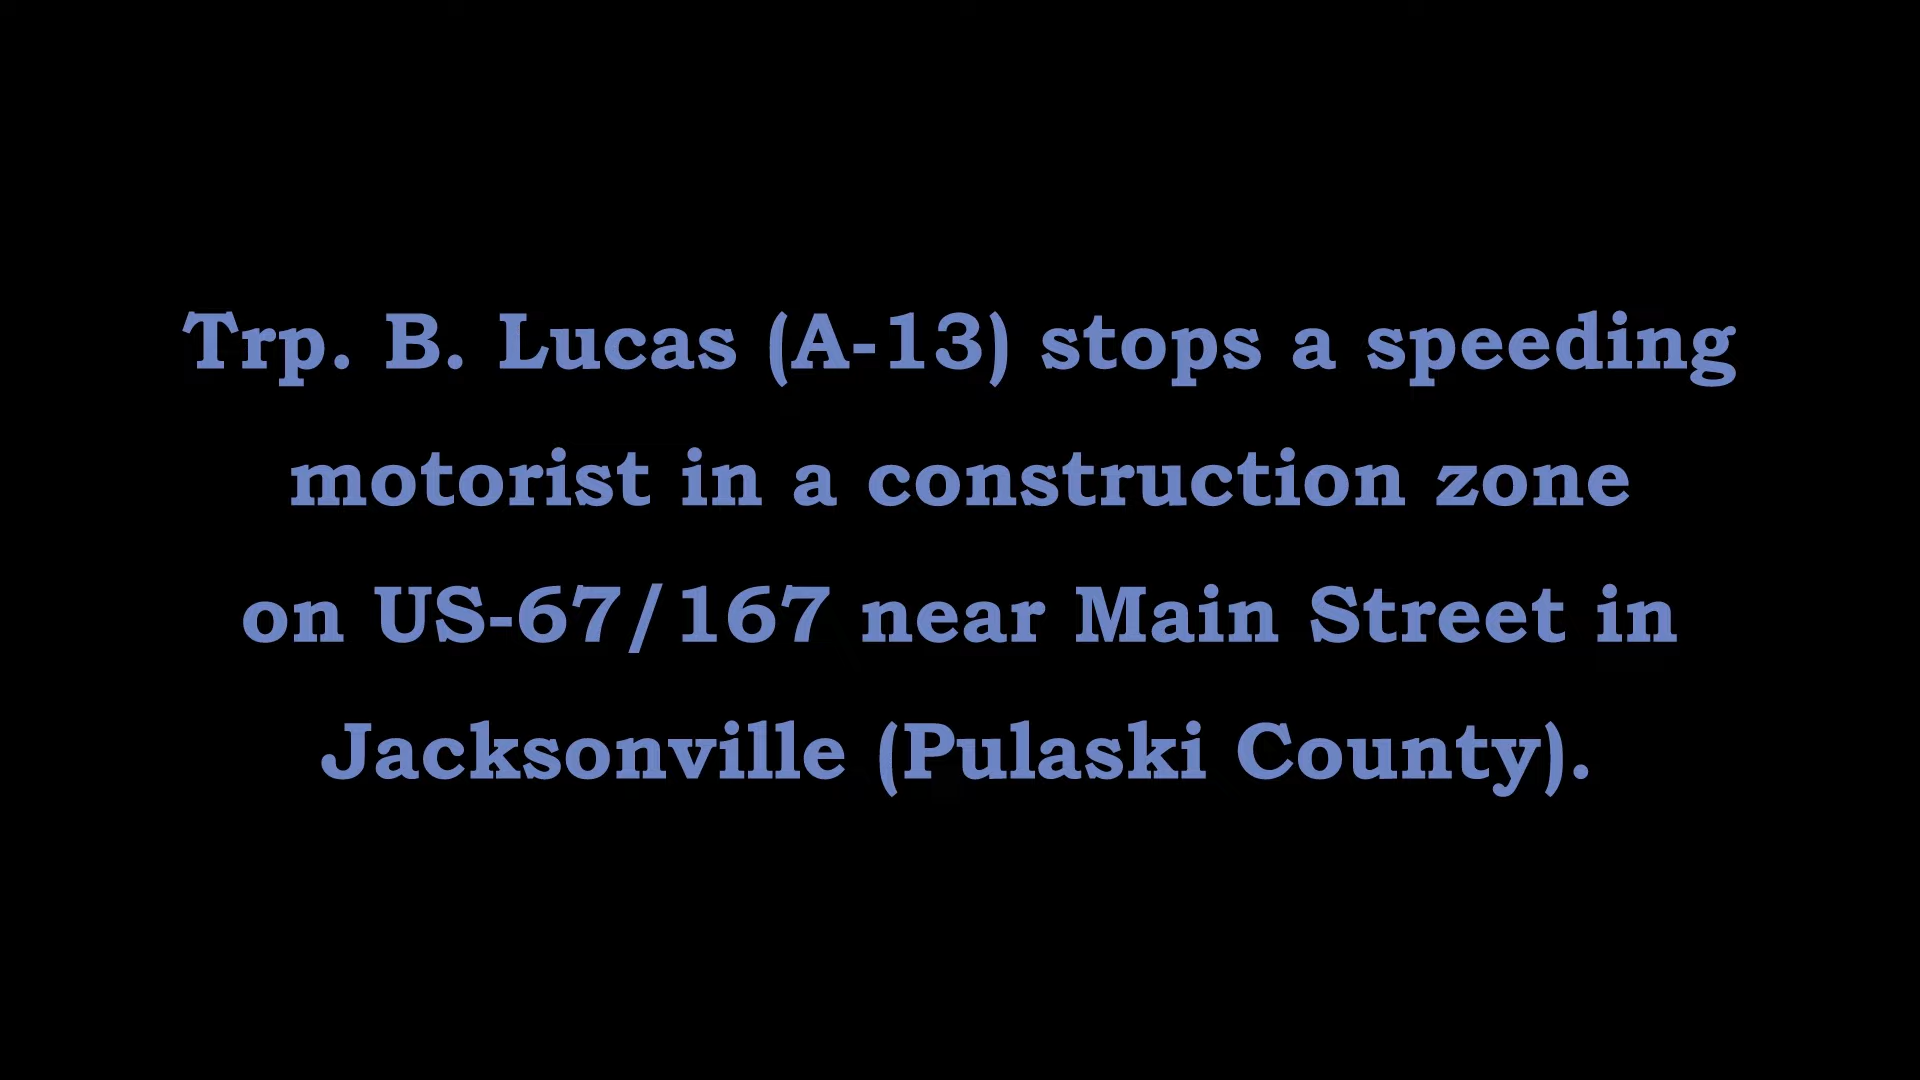 Trp. B. Lucas (A-13) stops a speeding
motorist in a construction zone
on US-67/167 near Main Street in
Jacksonville (Pulaski County).